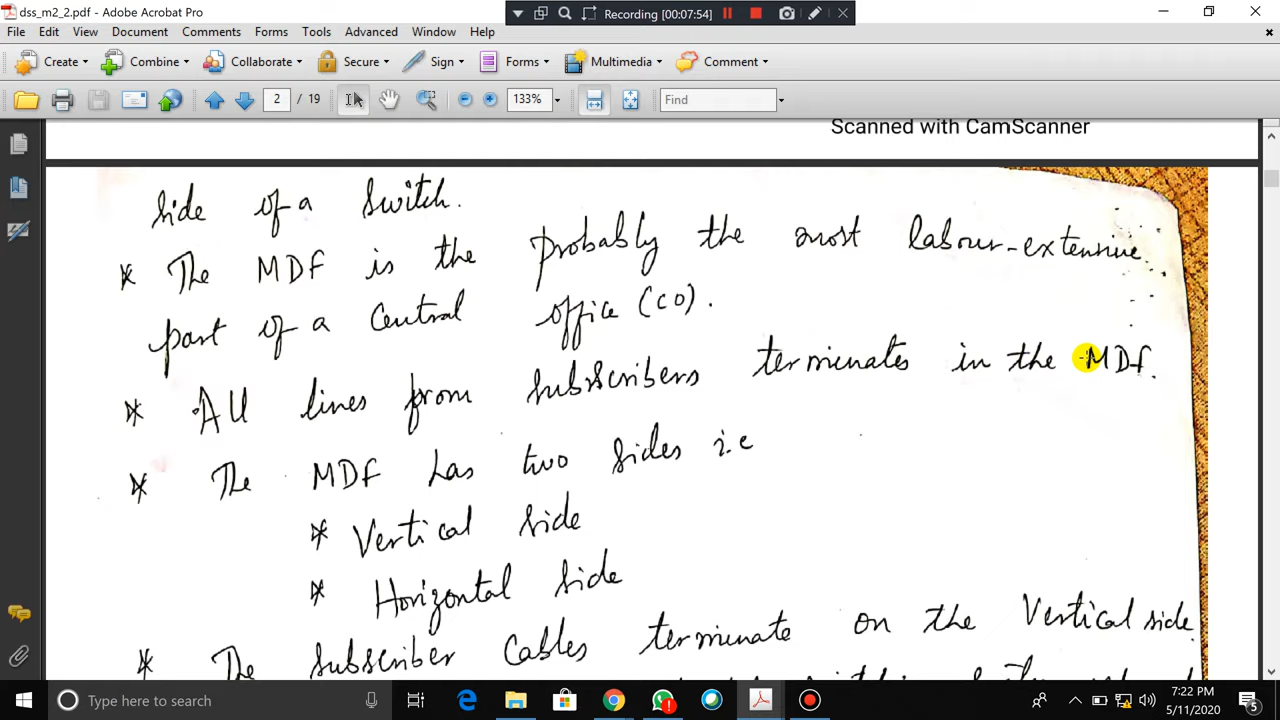 dss_m2_2.pdf - Adobe Acrobat Pro
Recording [00:07:54]
File Edit View Document Comments Forms Tools Advanced Window Help
Create Combine Collaborate Secure Sign Forms Multimedia Comment
2 / 19 133% Find
Scanned with CamScanner
side of a switch.
* The MDF is the probably the most labour-extensive
part of a Central office (CO).
* All lines from subscribers terminates in the MDF.
* The MDF has two sides i.e
* Vertical side
* Horizontal side
* The subscriber cables terminate on the Vertical side
Type here to search
7:22 PM
5/11/2020
5